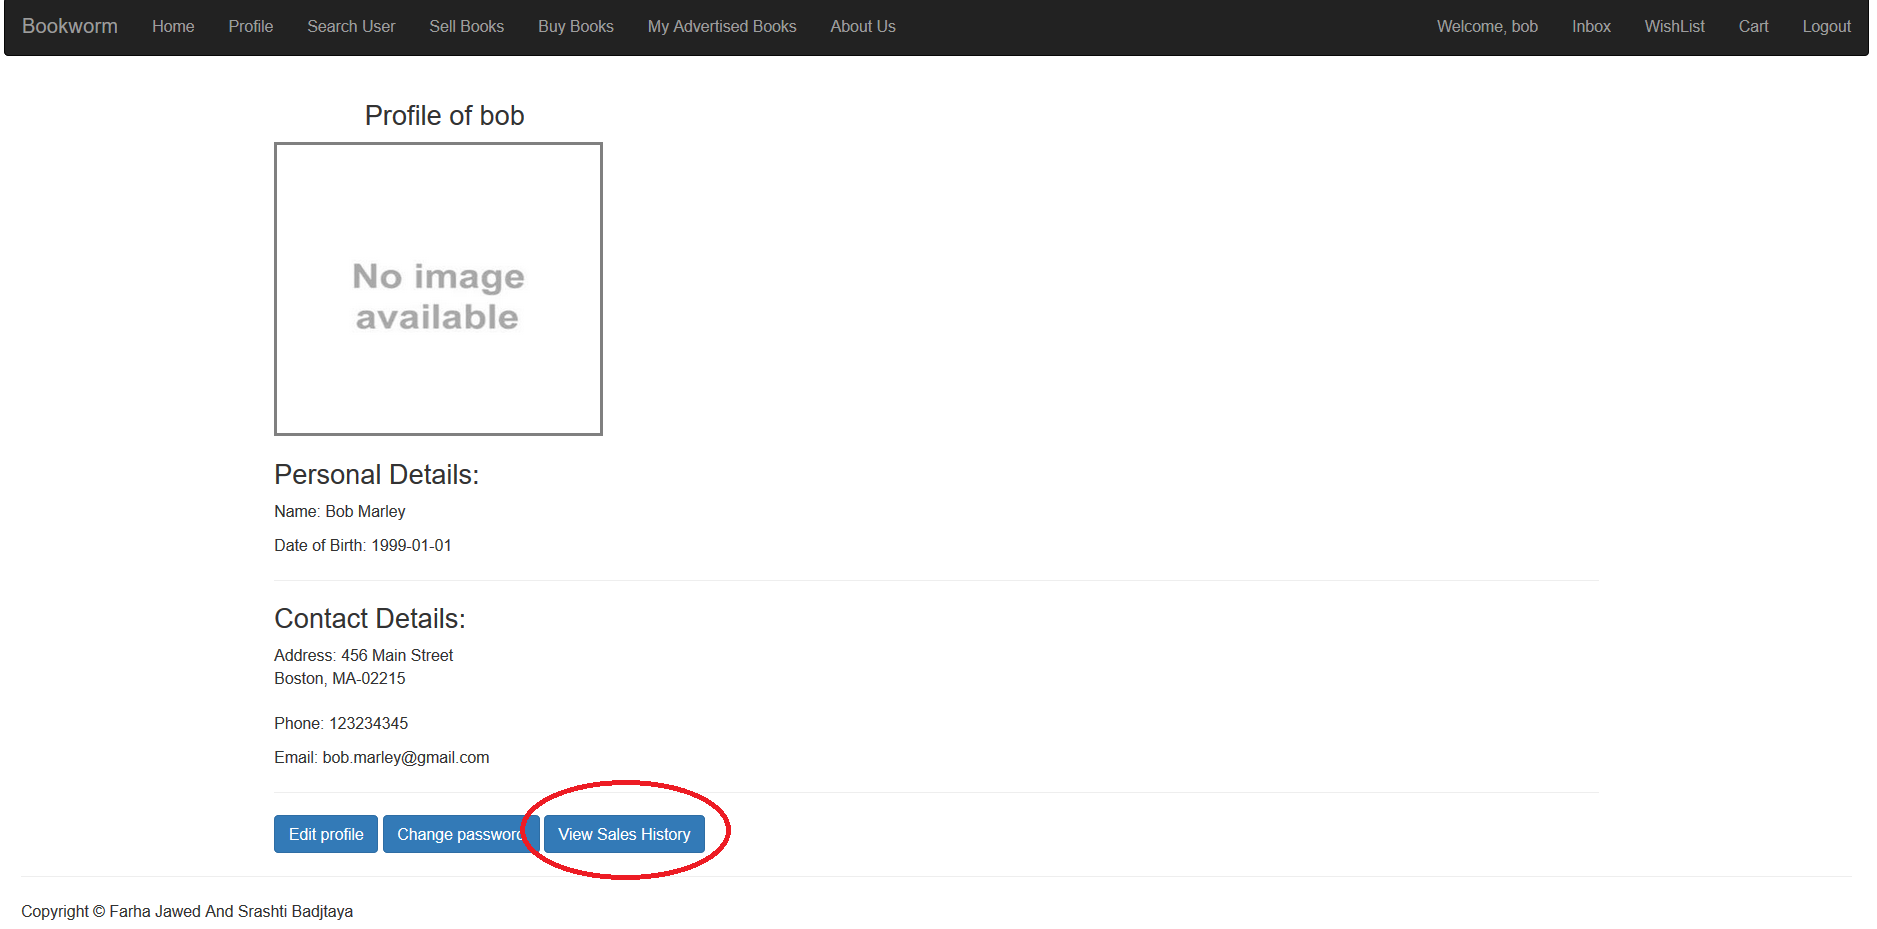 Bookworm Home Profile Search User Sell Books Buy Books My Advertised Books About Us Welcome, bob Inbox WishList Cart Logout
Profile of bob
No image
available
Personal Details:
Name: Bob Marley
Date of Birth: 1999-01-01
Contact Details:
Address: 456 Main Street
Boston, MA-02215
Phone: 123234345
Email: bob.marley@gmail.com
Edit profile Change password View Sales History
Copyright © Farha Jawed And Srashti Badjtaya